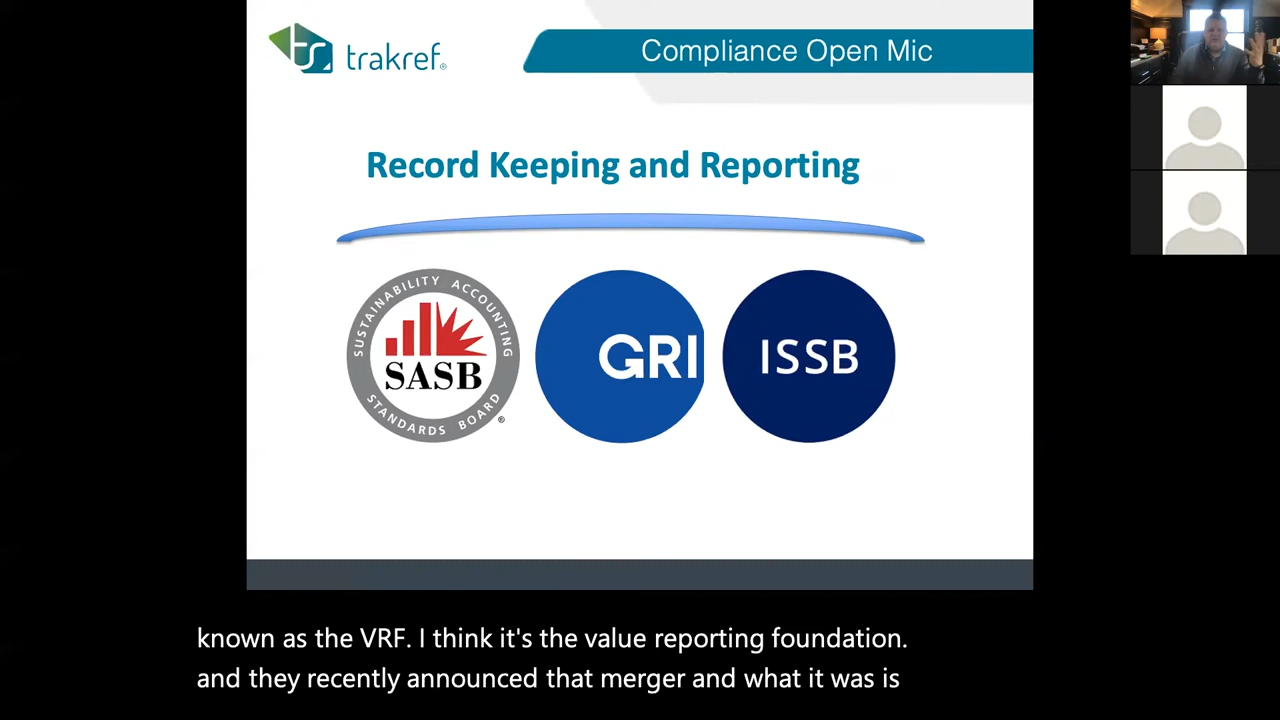 trakref®
Compliance Open Mic
Record Keeping and Reporting
SUSTAINABILITY ACCOUNTING
SASB
STANDARDS BOARD
®
GRI
ISSB
known as the VRF. I think it's the value reporting foundation.
and they recently announced that merger and what it was is